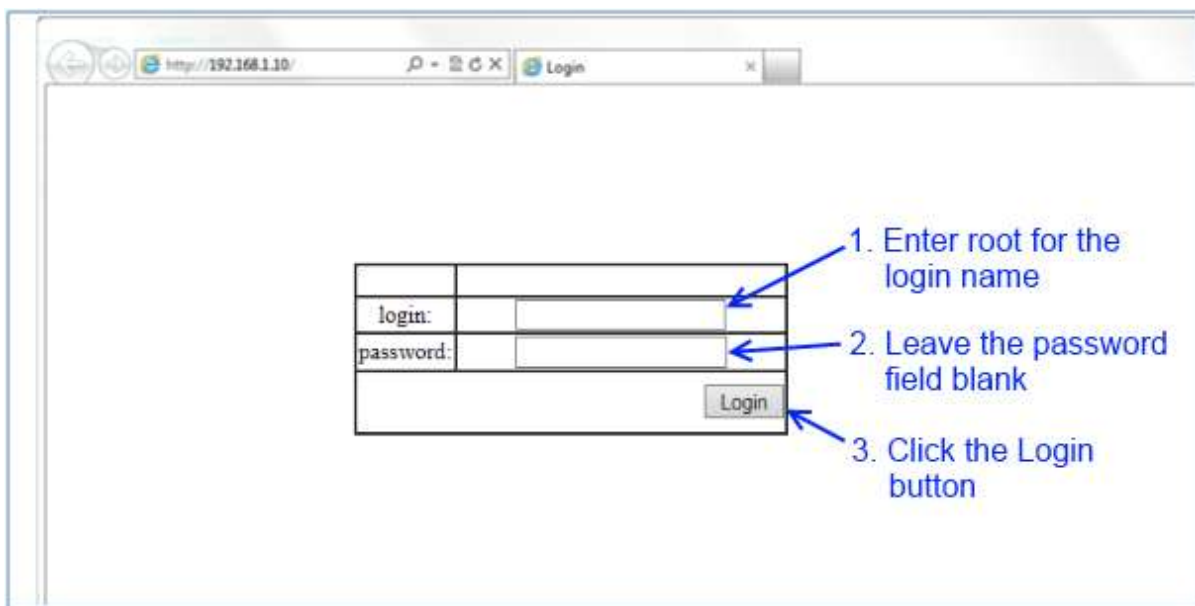 http://192.168.1.10/
Login
1. Enter root for the
login name
login:
password:
2. Leave the password
field blank
Login
3. Click the Login
button